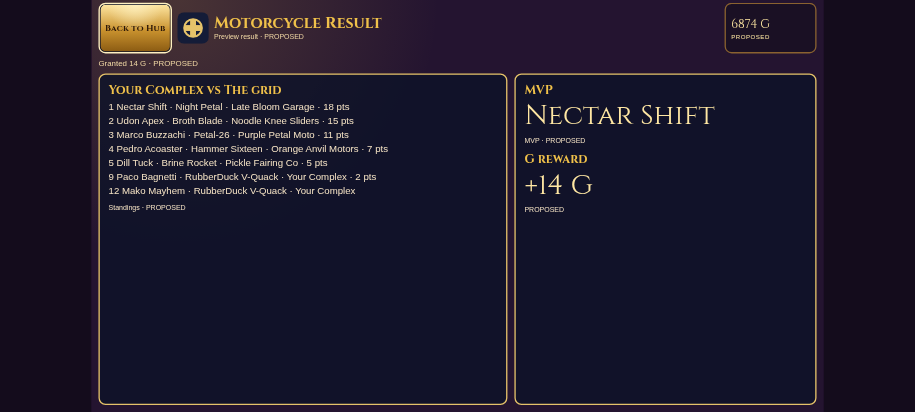 Back to Hub
Motorcycle Result
Preview result · PROPOSED
6874 G
PROPOSED
Granted 14 G · PROPOSED
Your Complex vs The grid
1 Nectar Shift · Night Petal · Late Bloom Garage · 18 pts
2 Udon Apex · Broth Blade · Noodle Knee Sliders · 15 pts
3 Marco Buzzachi · Petal-26 · Purple Petal Moto · 11 pts
4 Pedro Acoaster · Hammer Sixteen · Orange Anvil Motors · 7 pts
5 Dill Tuck · Brine Rocket · Pickle Fairing Co · 5 pts
9 Paco Bagnetti · RubberDuck V-Quack · Your Complex · 2 pts
12 Mako Mayhem · RubberDuck V-Quack · Your Complex
Standings · PROPOSED
MVP
Nectar Shift
MVP · PROPOSED
G reward
+14 G
PROPOSED